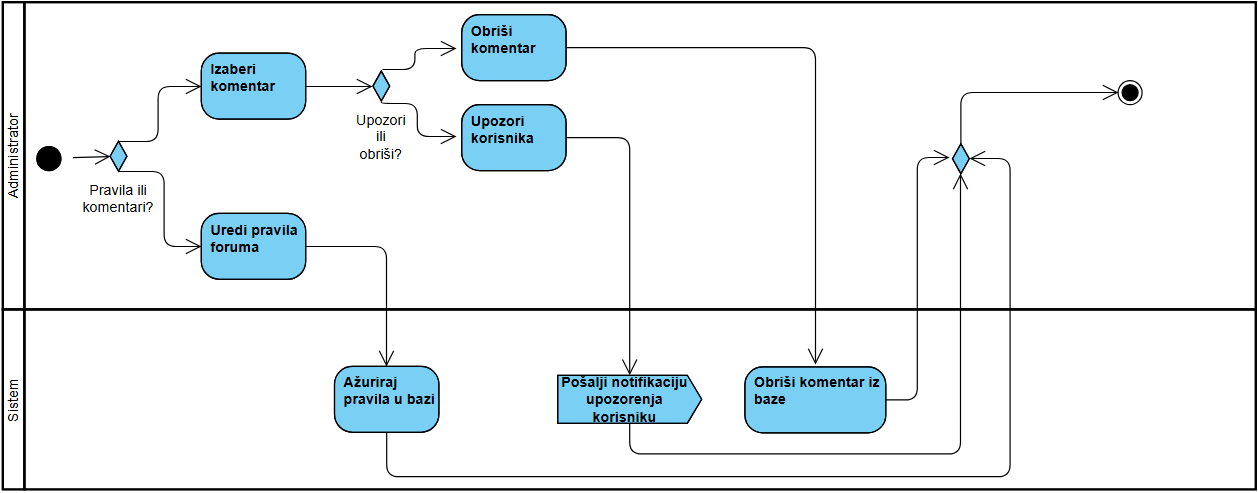 Administrator
Pravila ili
komentari?
Izaberi
komentar
Uredi pravila
foruma
Upozori
ili
obriši?
Obriši
komentar
Upozori
korisnika
Sistem
Ažuriraj
pravila u bazi
Pošalji notifikaciju
upozorenja
korisniku
Obriši komentar iz
baze